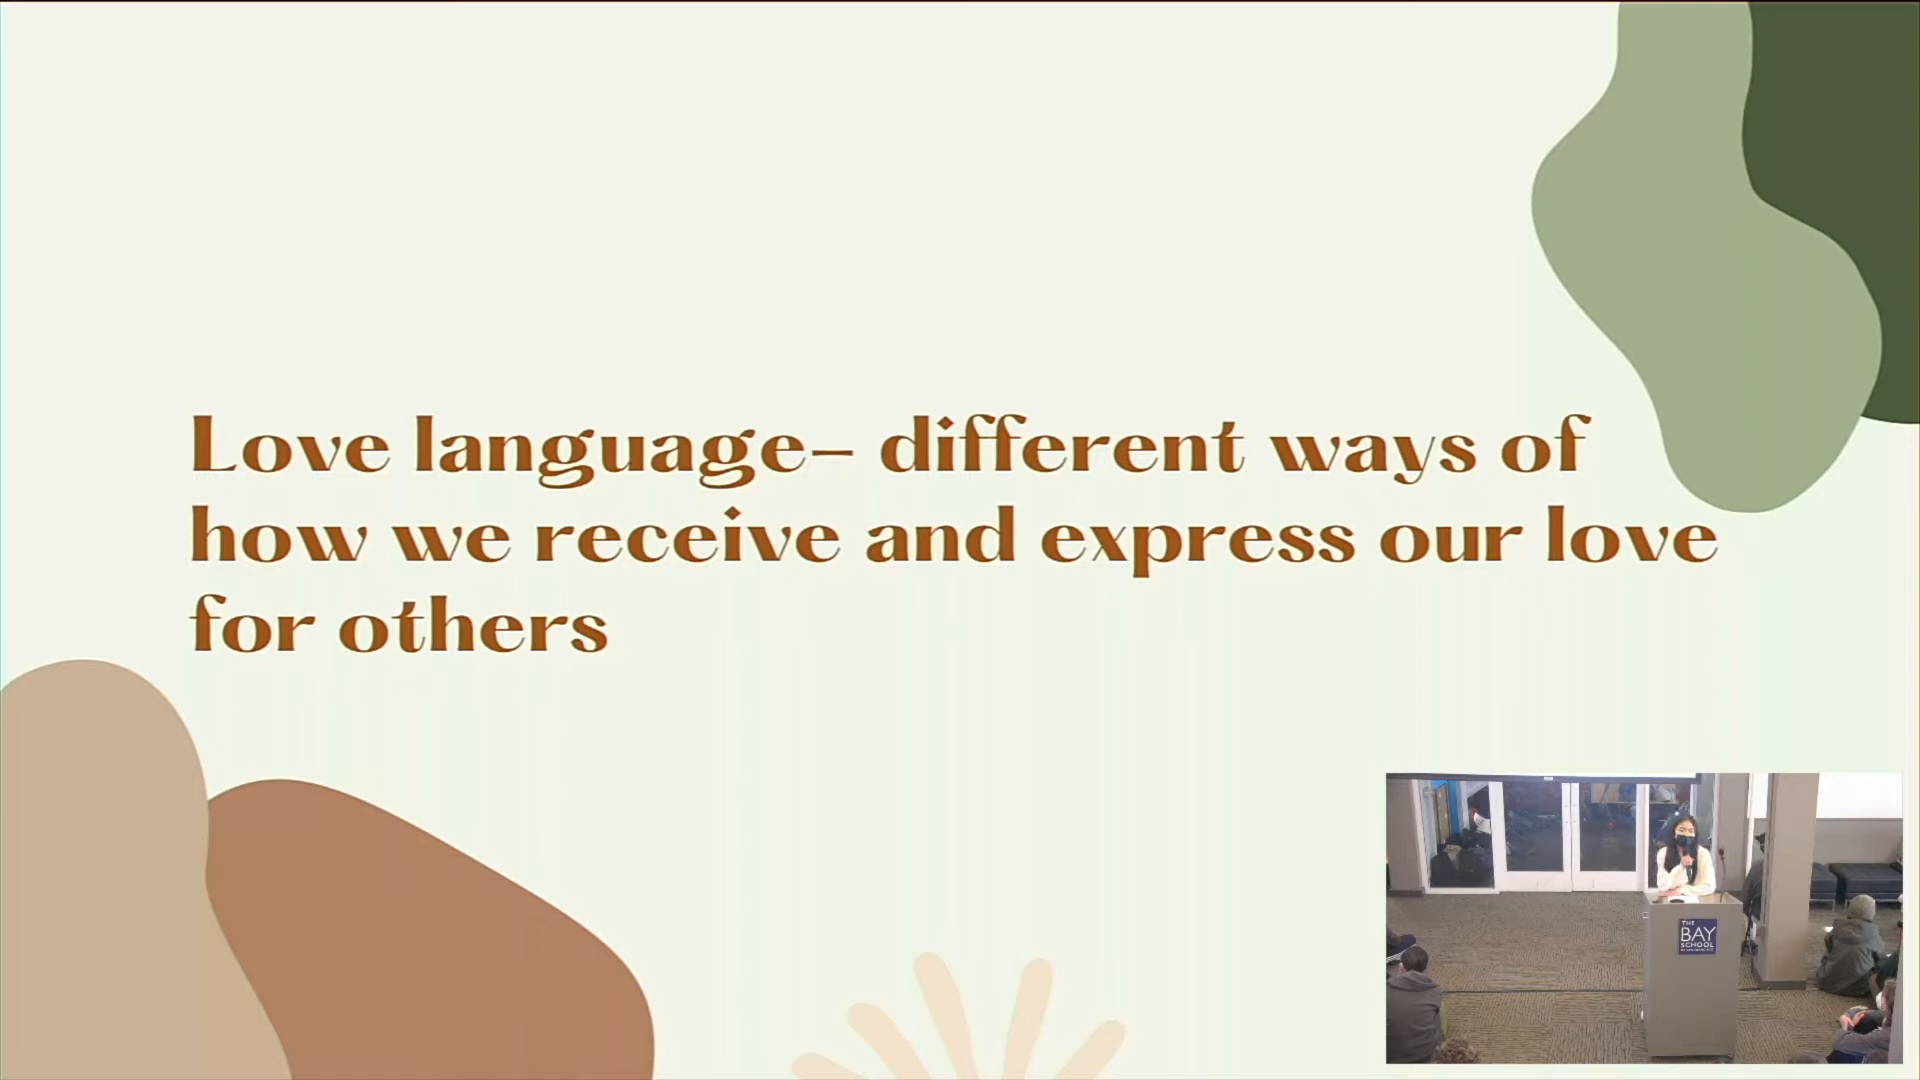 Love language– different ways of
how we receive and express our love
for others
THE
BAY
SCHOOL